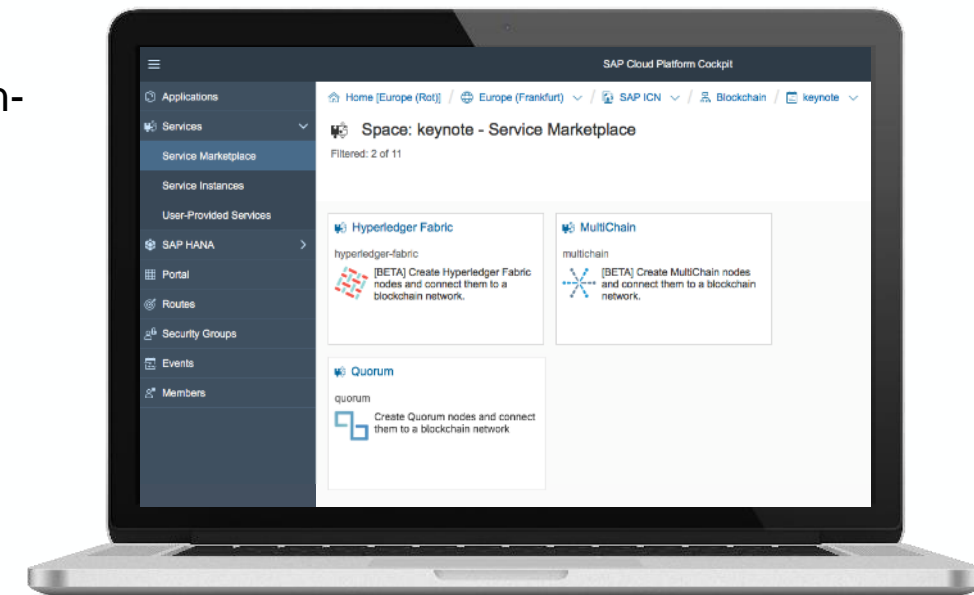 n-
SAP Cloud Platform Cockpit
Applications
Services
Service Marketplace
Service Instances
User-Provided Services
SAP HANA
Portal
Routes
Security Groups
Events
Members
Home [Europe (Rot)] / Europe (Frankfurt) / SAP ICN / Blockchain / keynote
Space: keynote - Service Marketplace
Filtered: 2 of 11
Hyperledger Fabric
hyperledger-fabric
[BETA] Create Hyperledger Fabric
nodes and connect them to a
blockchain network.
MultiChain
multichain
[BETA] Create MultiChain nodes
and connect them to a blockchain
network.
Quorum
quorum
Create Quorum nodes and connect
them to a blockchain network